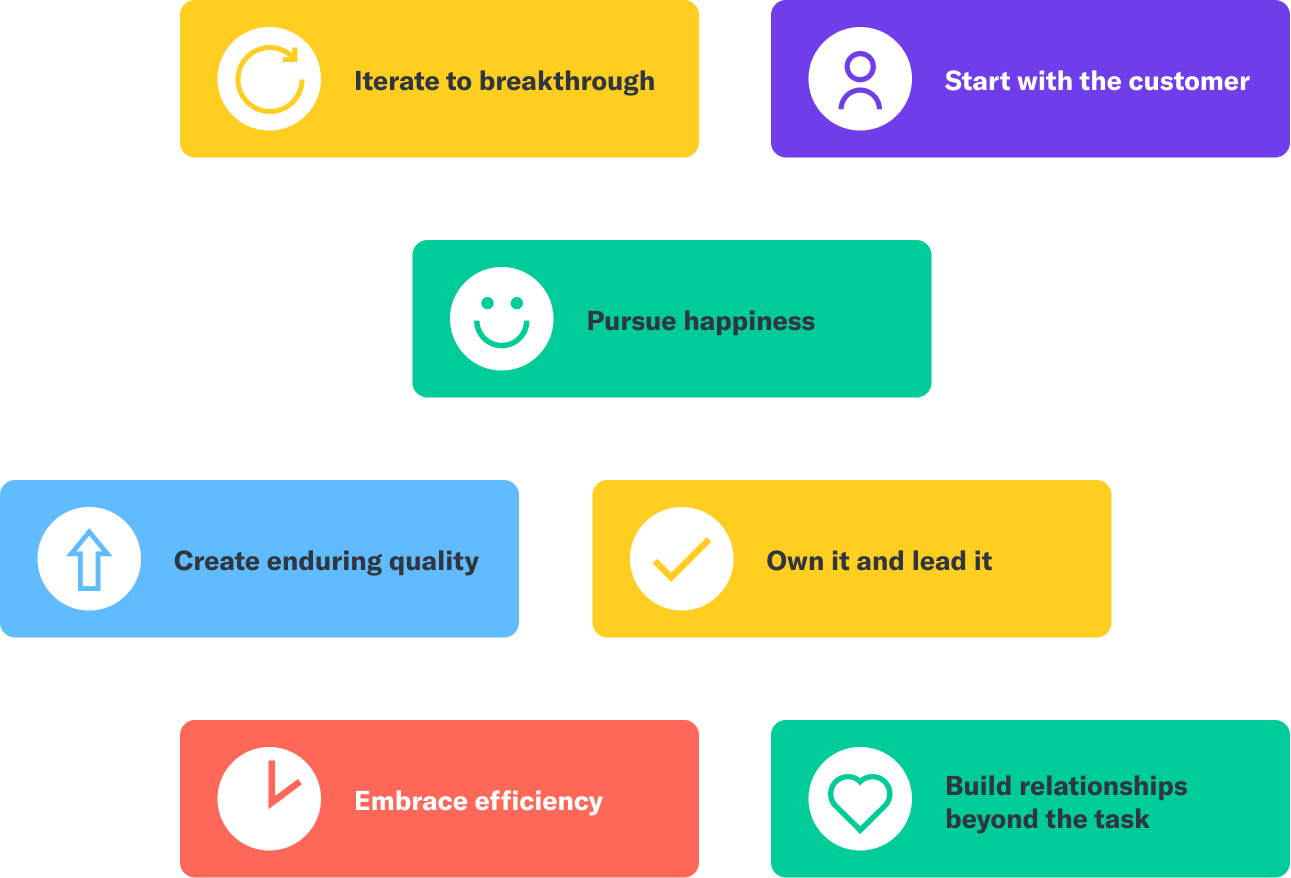 Iterate to breakthrough
Start with the customer
Pursue happiness
Create enduring quality
Own it and lead it
Embrace efficiency
Build relationships
beyond the task